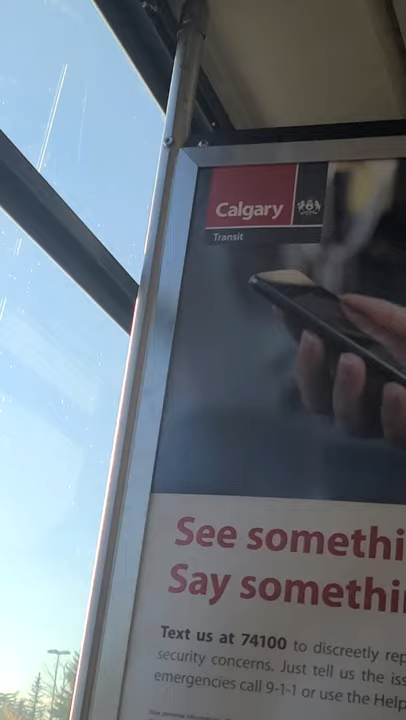 Calgary
Transit
See somethi
Say somethi
Text us at 74100 to discreetly rep
security concerns. Just tell us the iss
emergencies call 9-1-1 or use the Help